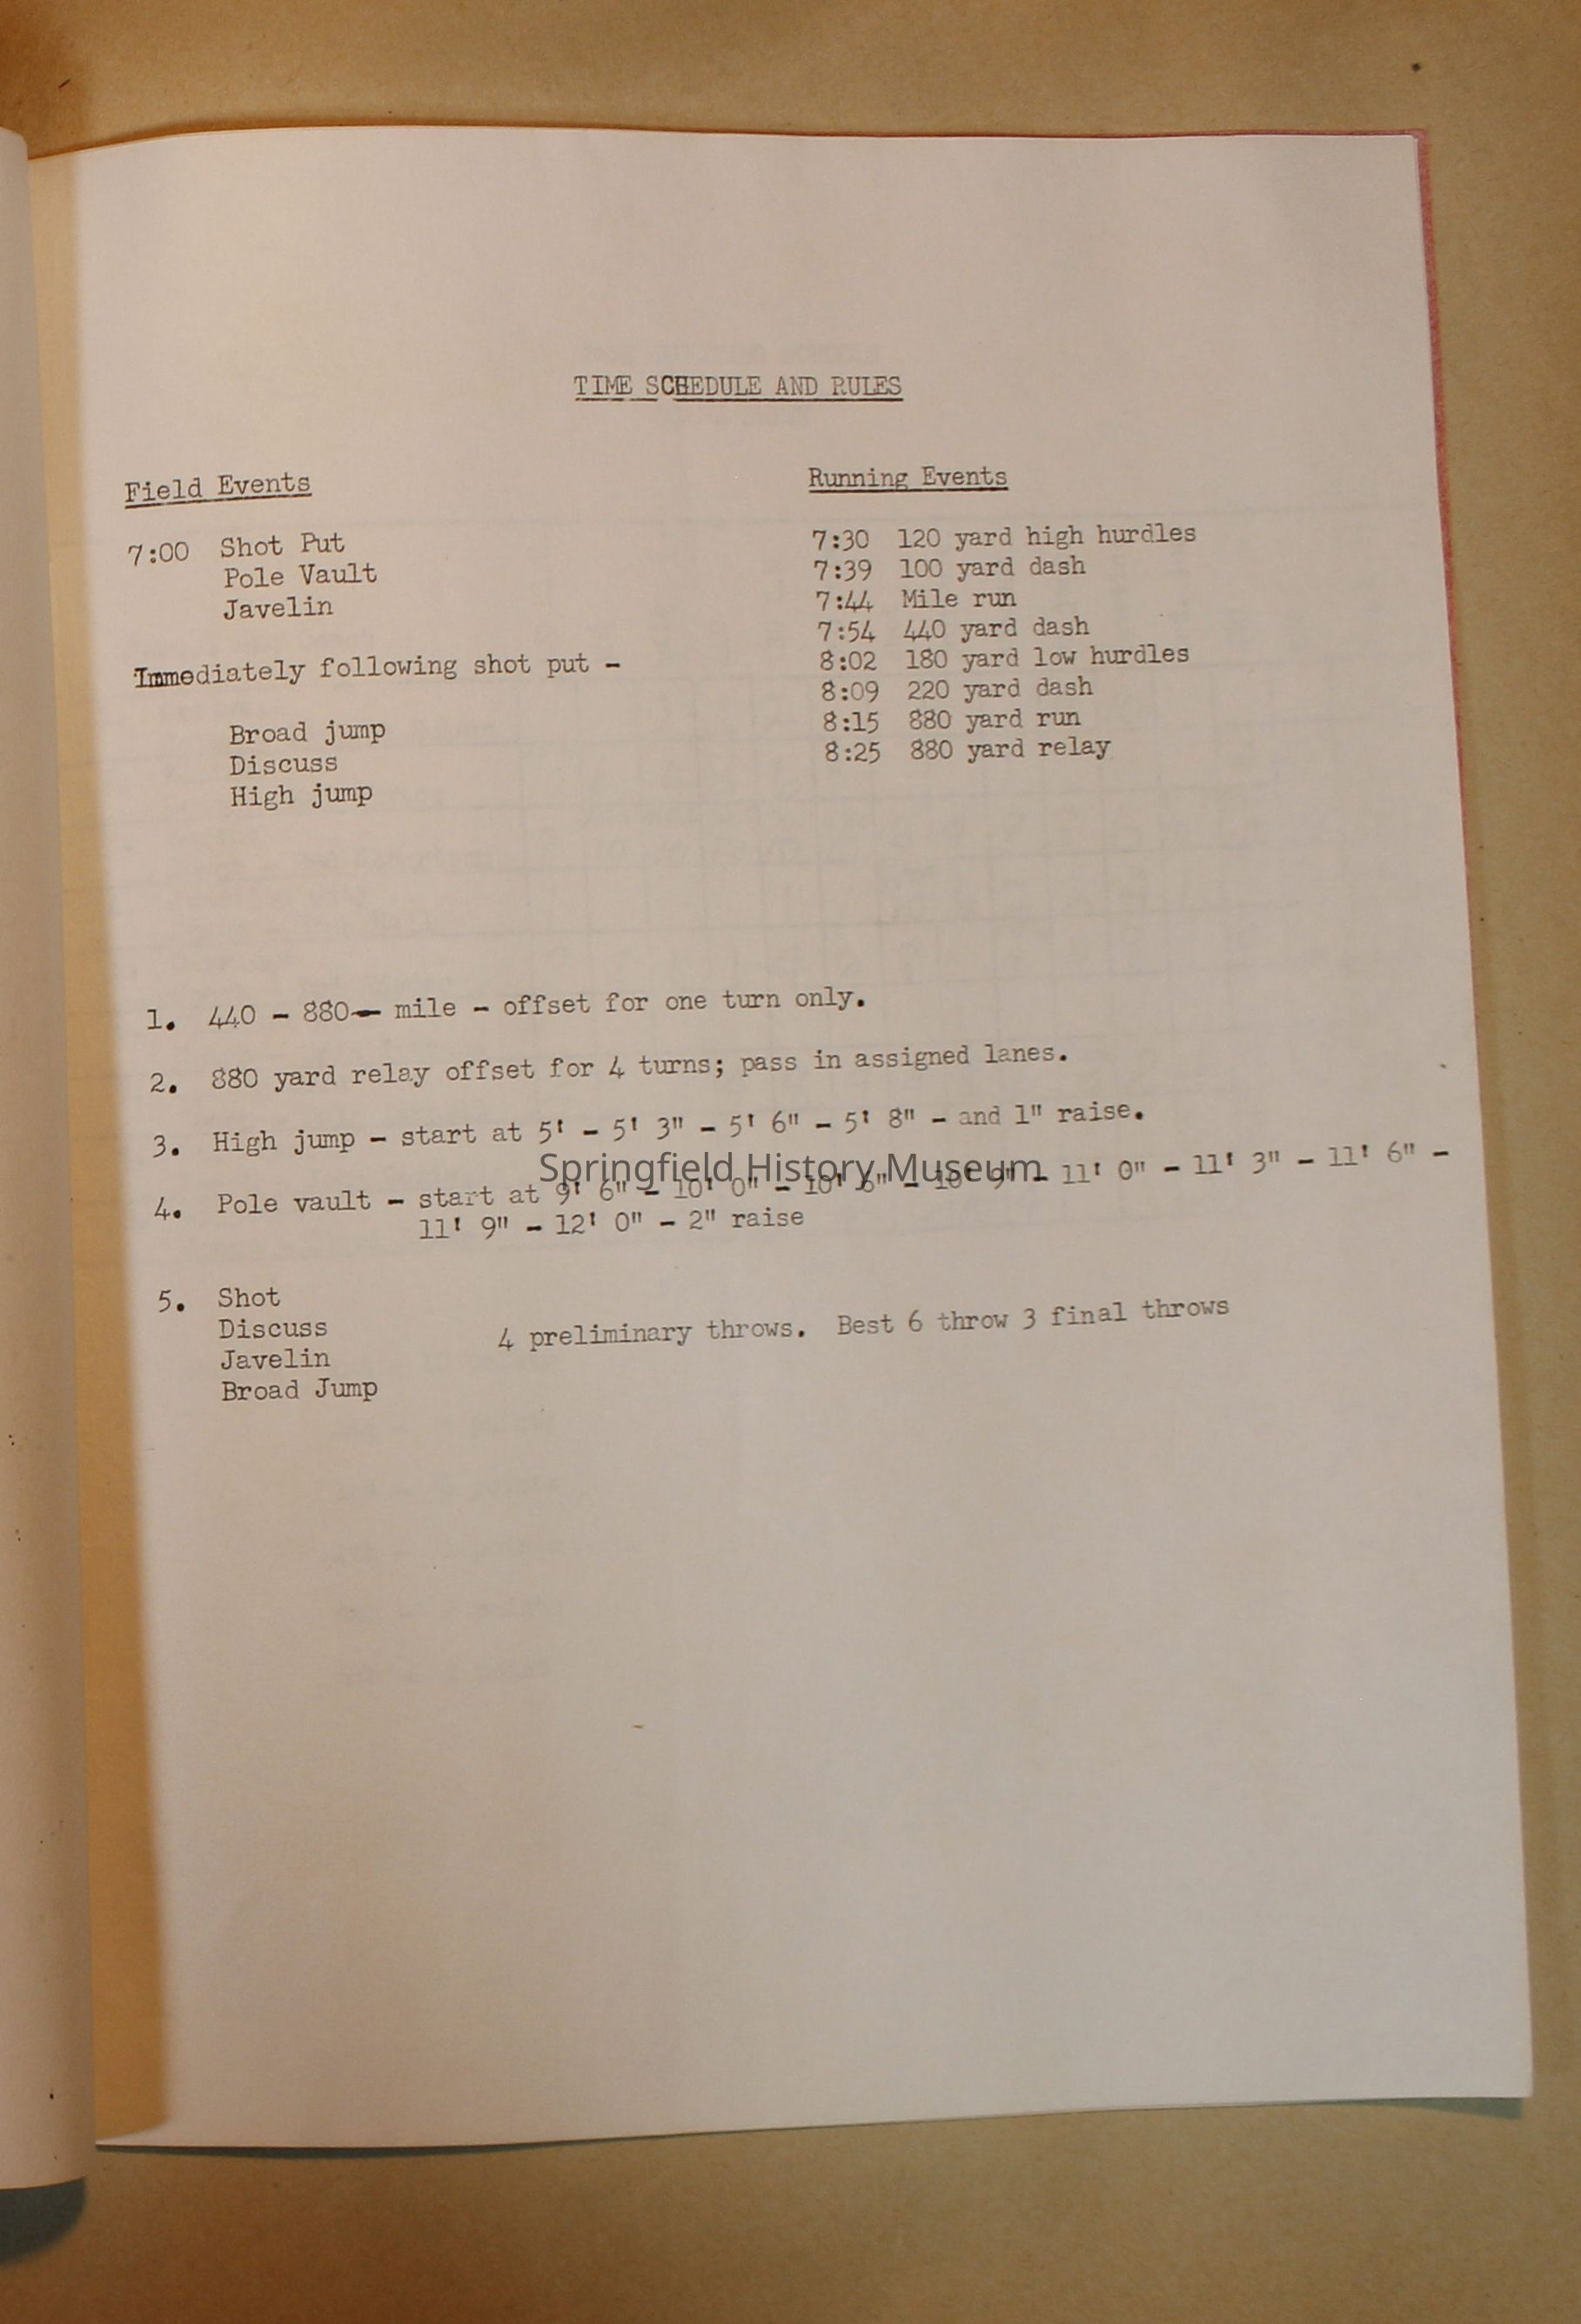 TIME SCHEDULE AND RULES
Field Events
7:00 Shot Put
Pole Vault
Javelin
Immediately following shot put -
Broad jump
Discuss
High jump
Running Events
7:30 120 yard high hurdles
7:39 100 yard dash
7:44 Mile run
7:54 440 yard dash
8:02 180 yard low hurdles
8:09 220 yard dash
8:15 880 yard run
8:25 880 yard relay
1. 440 - 880 - mile - offset for one turn only.
2. 880 yard relay offset for 4 turns; pass in assigned lanes.
3. High jump - start at 5' - 5' 3" - 5' 6" - 5' 8" - and 1" raise.
Springfield History Museum
4. Pole vault - start at 9' 6" - 10' 0" - 10' 6" - 10' 9" - 11' 0" - 11' 3" - 11' 6" -
11' 9" - 12' 0" - 2" raise
5. Shot
Discuss
Javelin
Broad Jump
4 preliminary throws. Best 6 throw 3 final throws